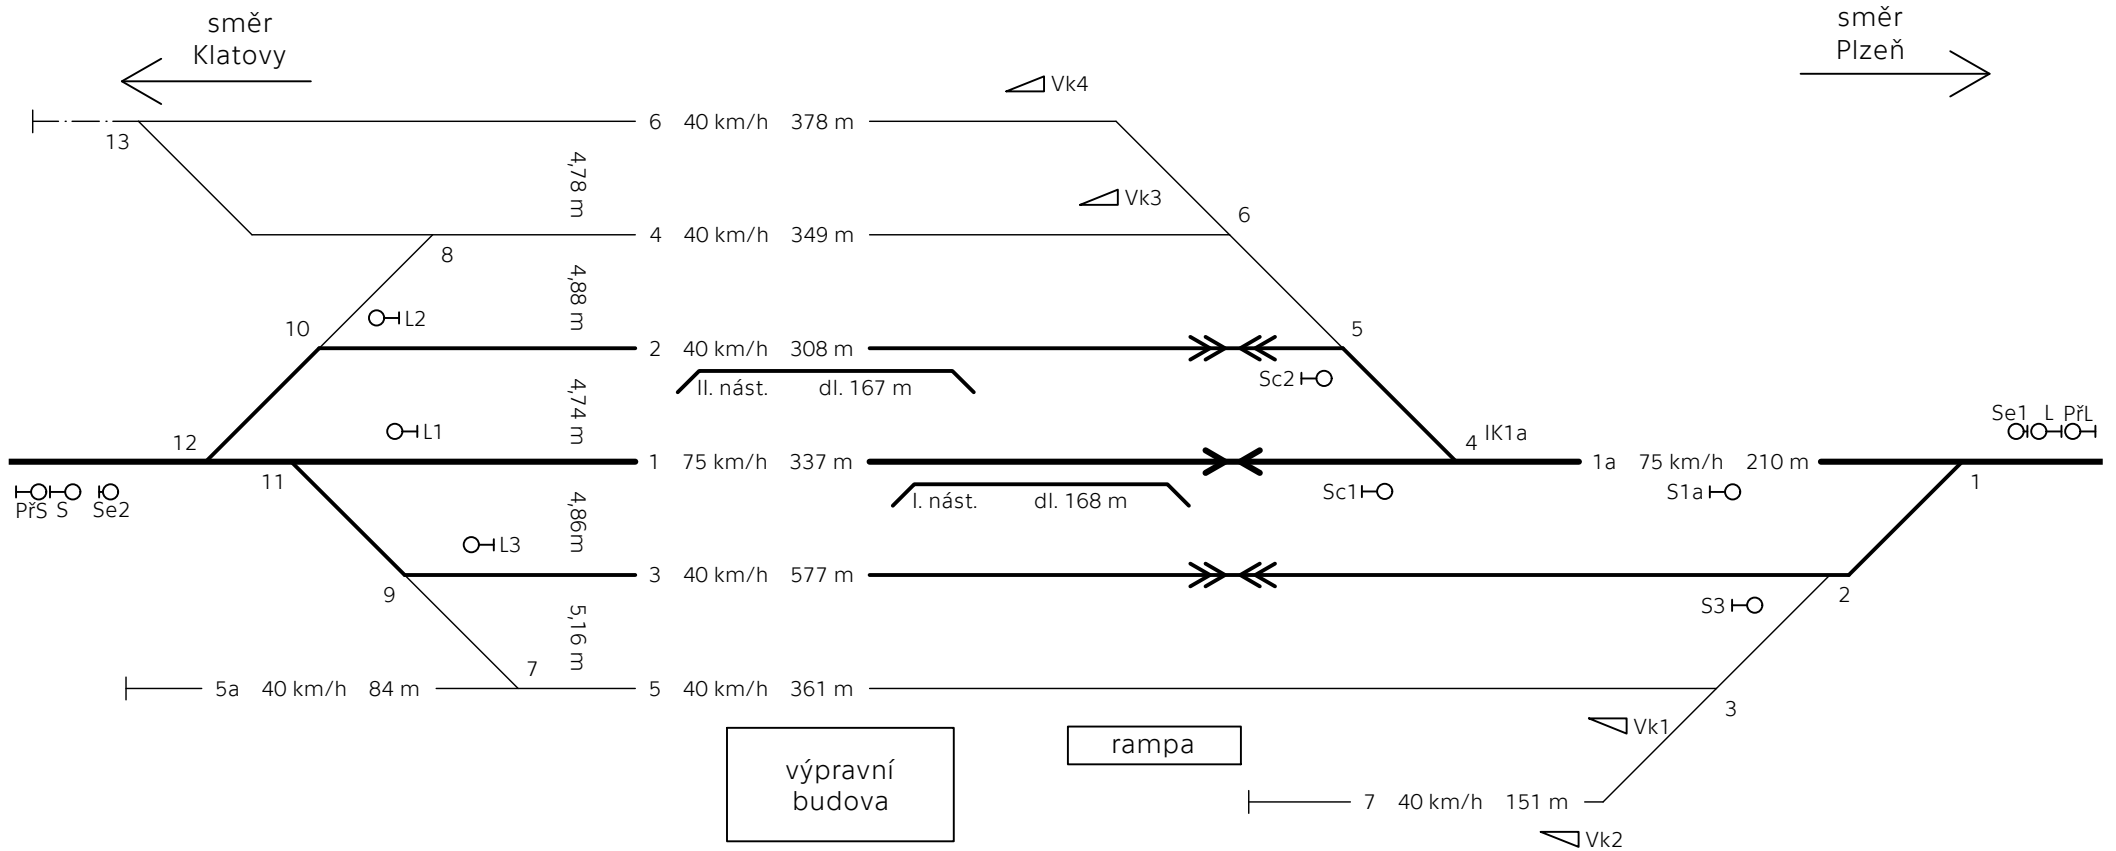 směr
Klatovy
směr
Plzeň
Vk4
6 40 km/h 378 m
13
4,78 m
Vk3
6
4 40 km/h 349 m
8
4,88 m
L2
10
5
2 40 km/h 308 m
Sc2
II. nást. dl. 167 m
4,74 m
L1
12
4
IK1a
Se1 L PřL
1 75 km/h 337 m
1a 75 km/h 210 m
11
1
PřS S Se2
Sc1
S1a
I. nást. dl. 168 m
4,86m
L3
3 40 km/h 577 m
9
2
S3
5,16 m
7
5a 40 km/h 84 m
5 40 km/h 361 m
3
Vk1
rampa
výpravní
budova
7 40 km/h 151 m
Vk2